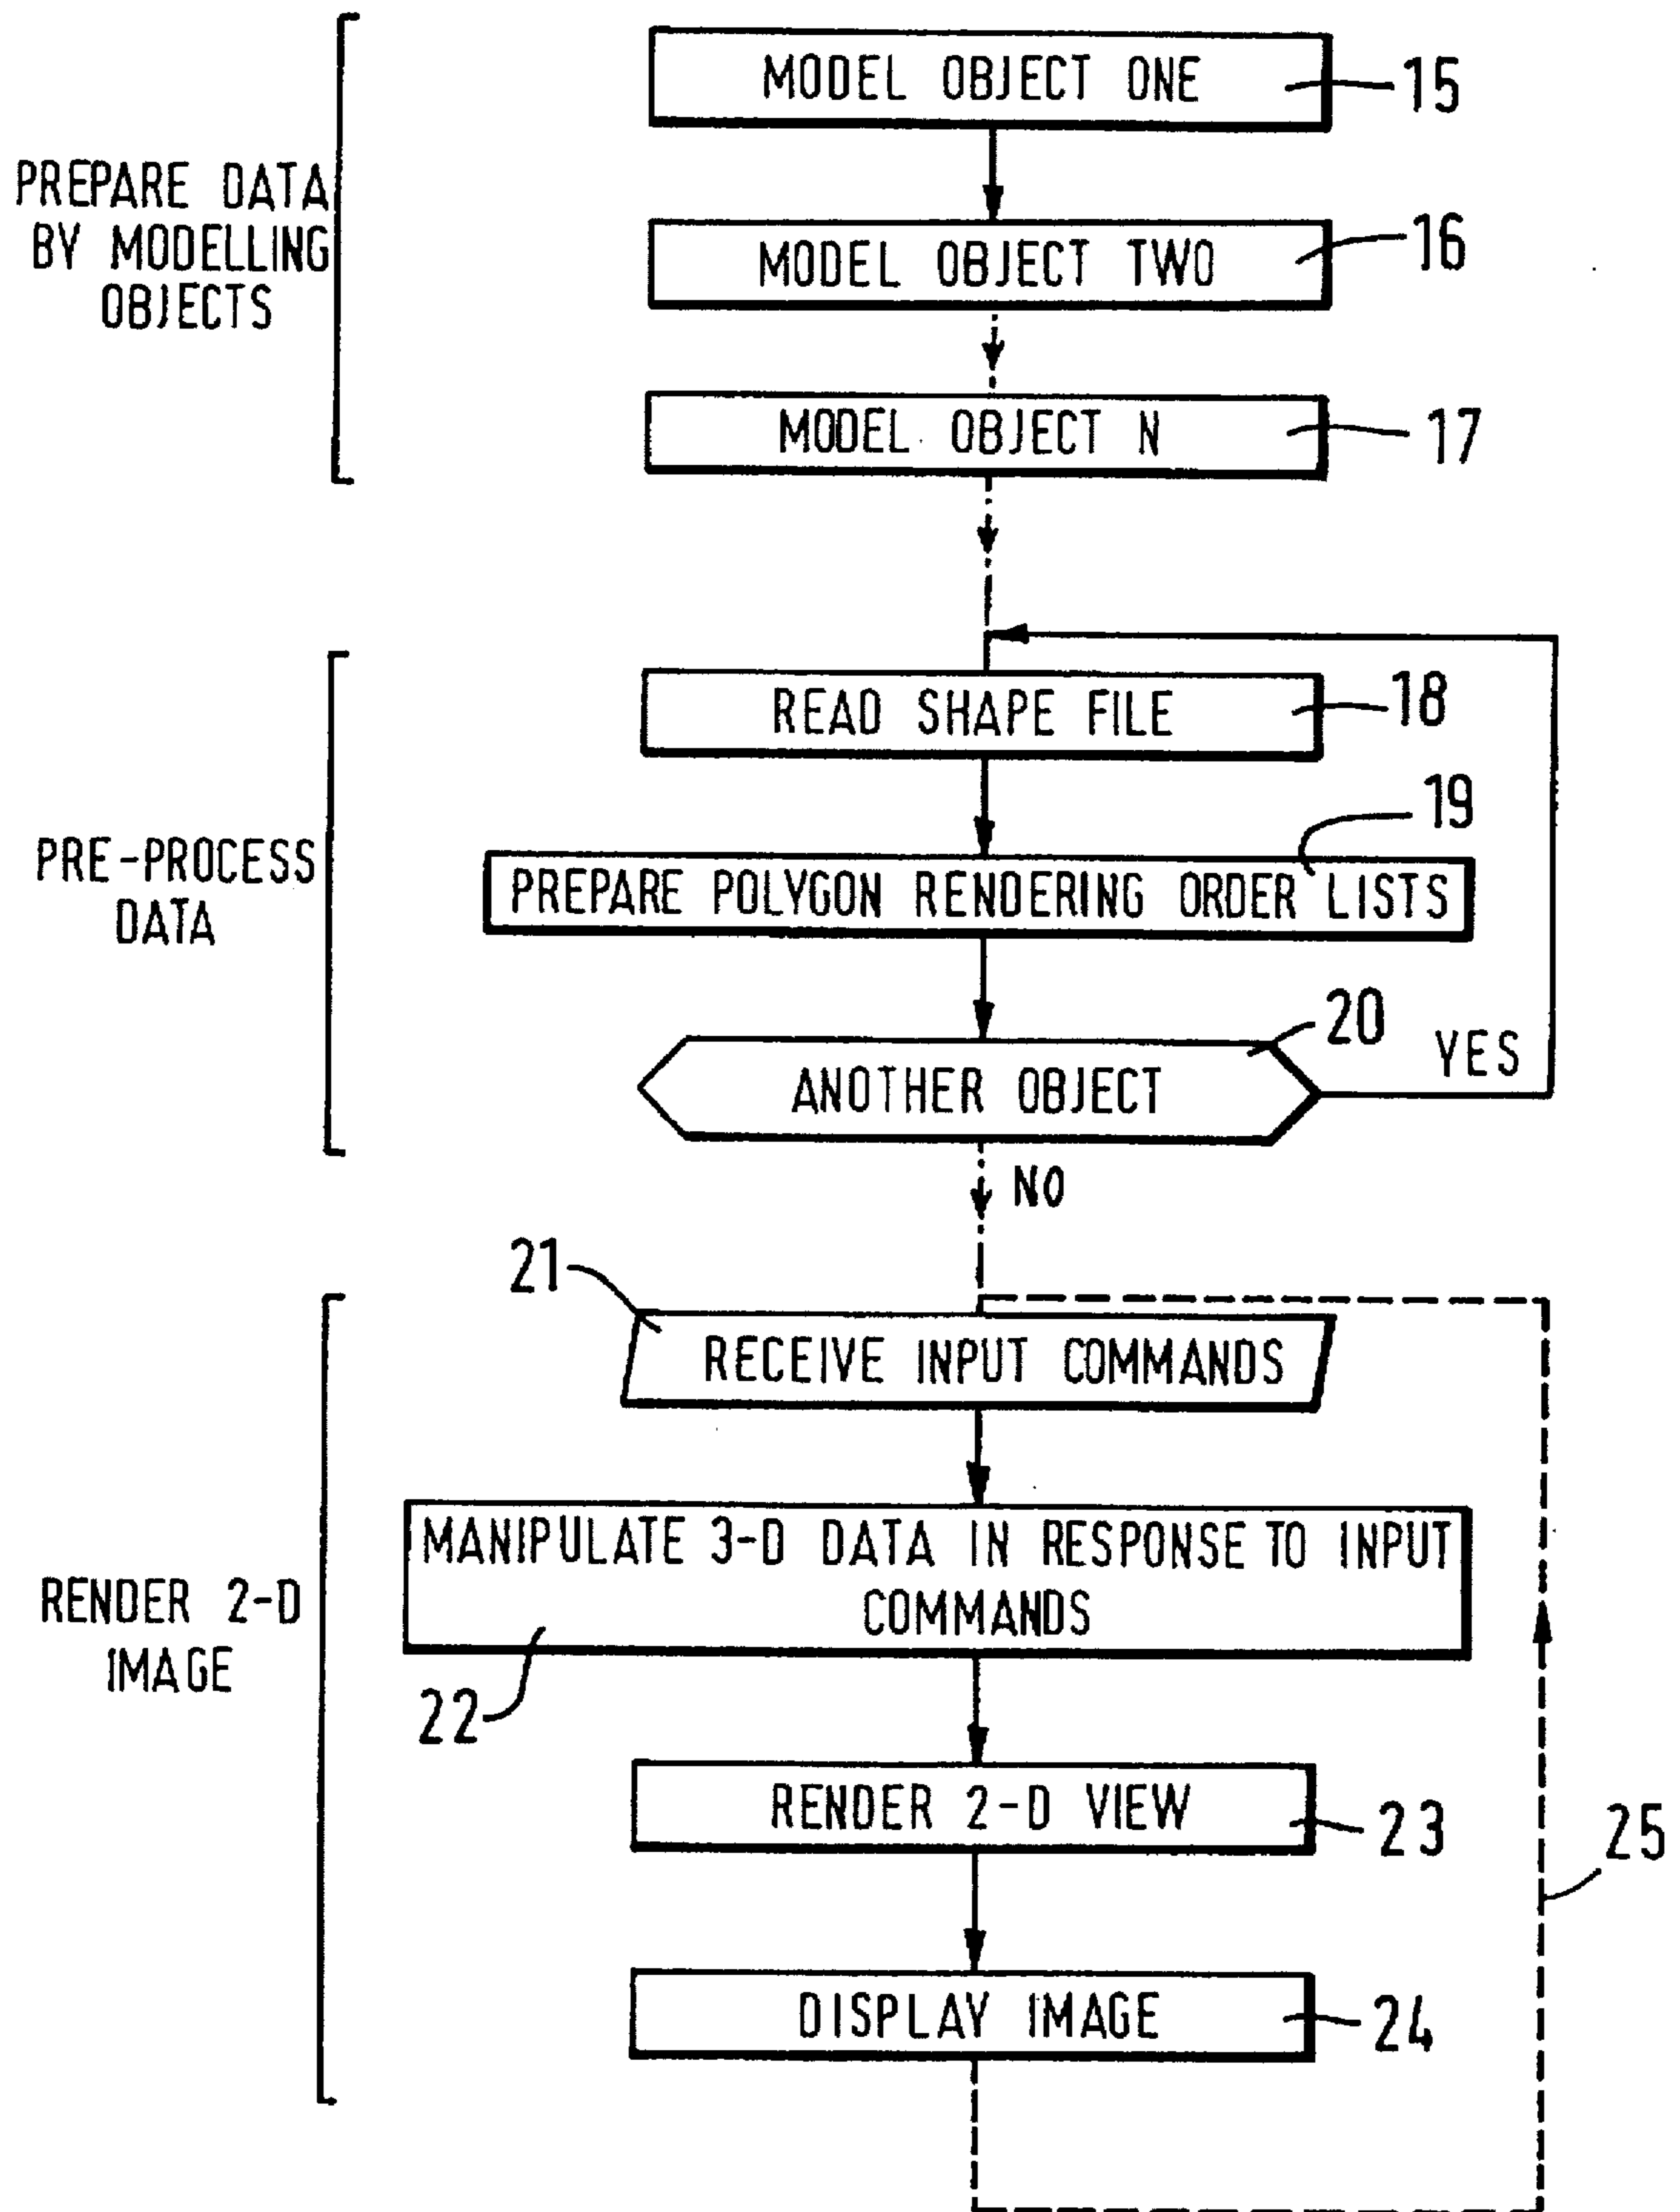 MODEL OBJECT ONE
15
PREPARE DATA
BY MODELLING
OBJECTS
MODEL OBJECT TWO
16
MODEL OBJECT N
17
READ SHAPE FILE
18
19
PRE-PROCESS
DATA
PREPARE POLYGON RENDERING ORDER LISTS
20
ANOTHER OBJECT
YES
NO
21
RECEIVE INPUT COMMANDS
MANIPULATE 3-D DATA IN RESPONSE TO INPUT
COMMANDS
RENDER 2-D
IMAGE
22
RENDER 2-D VIEW
23
25
DISPLAY IMAGE
24